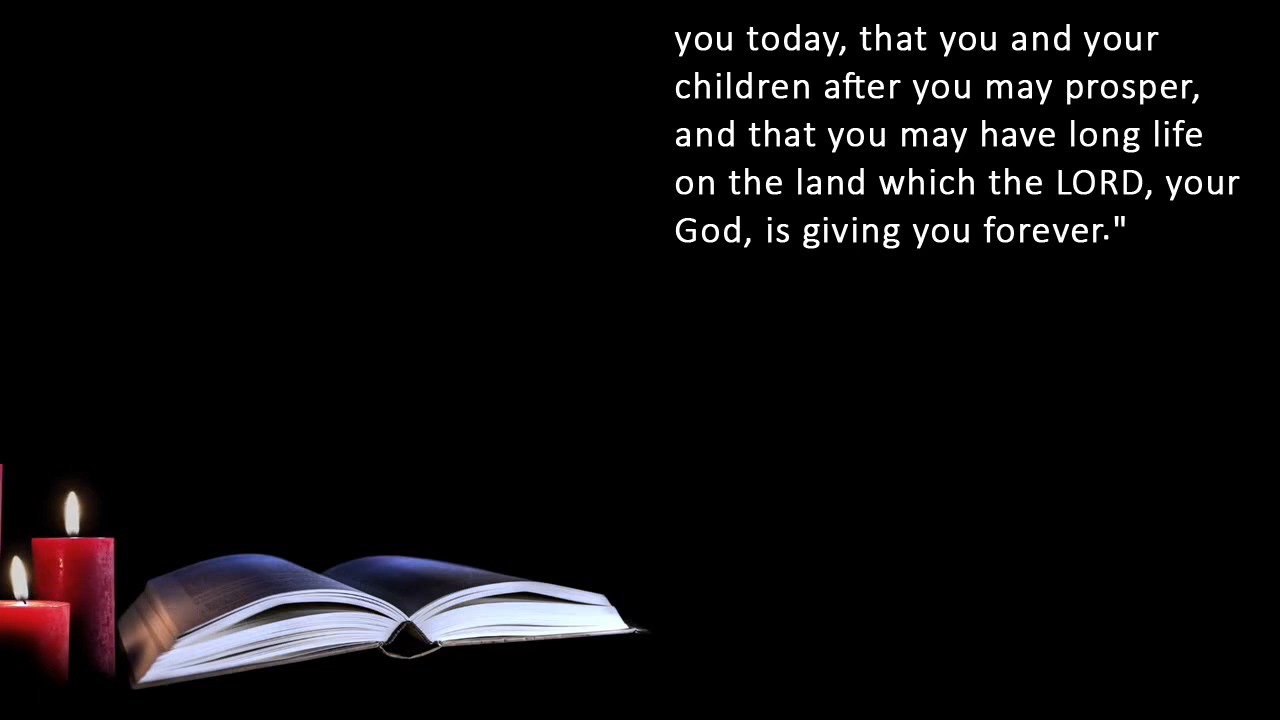 you today, that you and your
children after you may prosper,
and that you may have long life
on the land which the LORD, your
God, is giving you forever."